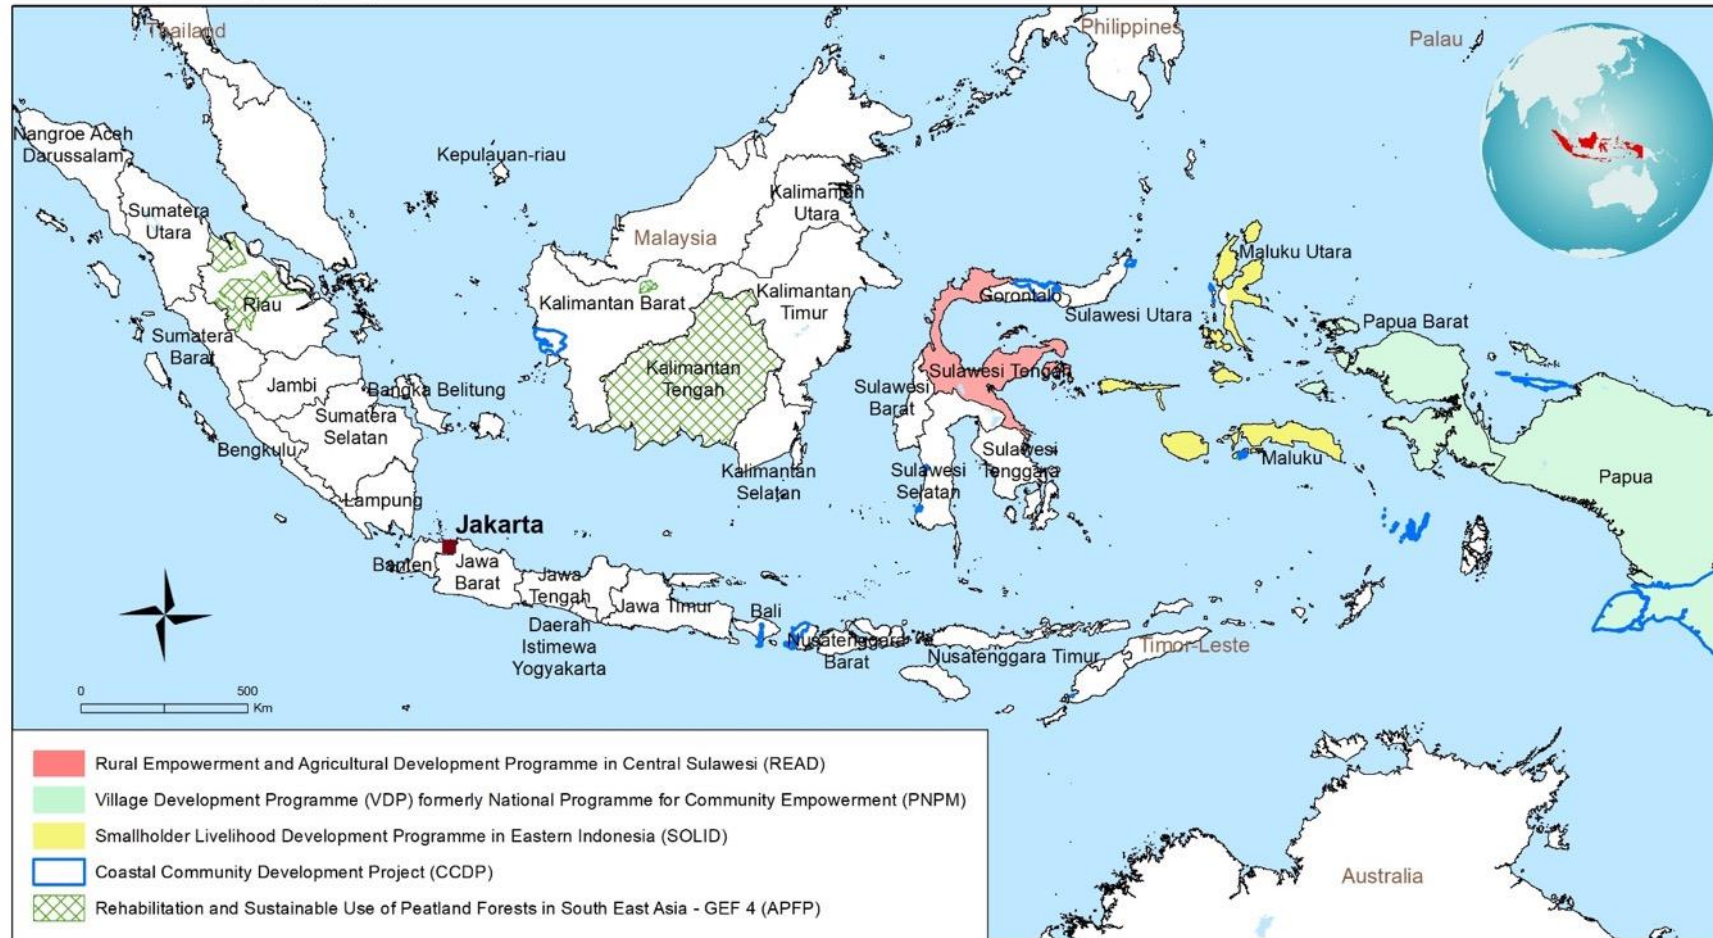 Thailand
Philippines
Palau
Nangroe Aceh
Darussalam
Kepulauan-riau
Sumatera
Utara
Kalimantan
Utara
Malaysia
Maluku Utara
Riau
Kalimantan Barat
Kalimantan
Timur
Gorontalo
Sulawesi Utara
Papua Barat
Sumatera
Barat
Kalimantan
Tengah
Sulawesi Tengah
Jambi
Bangka Belitung
Sulawesi
Barat
Sumatera
Selatan
Bengkulu
Sulawesi
Tenggara
Maluku
Kalimantan
Selatan
Sulawesi
Selatan
Papua
Lampung
Jakarta
Banten
Jawa
Barat
Jawa
Tengah
Jawa Timur
Bali
Daerah
Istimewa
Yogyakarta
Nusatenggara
Barat
Nusatenggara Timur
Timor-Leste
0 500
Km
Rural Empowerment and Agricultural Development Programme in Central Sulawesi (READ)
Village Development Programme (VDP) formerly National Programme for Community Empowerment (PNPM)
Smallholder Livelihood Development Programme in Eastern Indonesia (SOLID)
Coastal Community Development Project (CCDP)
Rehabilitation and Sustainable Use of Peatland Forests in South East Asia - GEF 4 (APFP)
Australia